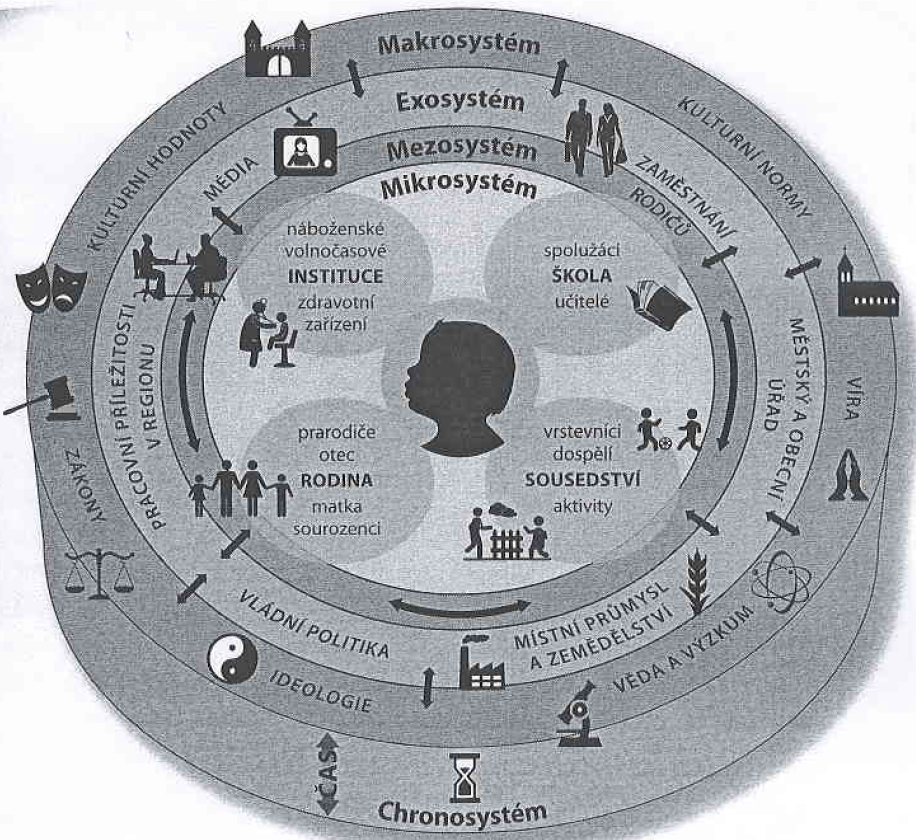 Makrosystém
Exosystém
Mezosystém
Mikrosystém
KULTURNÍ HODNOTY
KULTURNÍ NORMY
MÉDIA
ZAMĚSTNÁNÍ
RODIČŮ
náboženské
volnočasové
INSTITUCE
zdravotní
zařízení
spolužáci
ŠKOLA
učitelé
PRACOVNÍ PŘÍLEŽITOSTI
V REGIONU
MĚSTSKÝ A OBECNÍ
ÚŘAD
VÍRA
ZÁKONY
prarodiče
otec
RODINA
matka
sourozenci
vrstevníci
dospělí
SOUSEDSTVÍ
aktivity
VLÁDNÍ POLITIKA
MÍSTNÍ PRŮMYSL
A ZEMĚDĚLSTVÍ
IDEOLOGIE
VĚDA A VÝZKUM
ČAS
Chronosystém